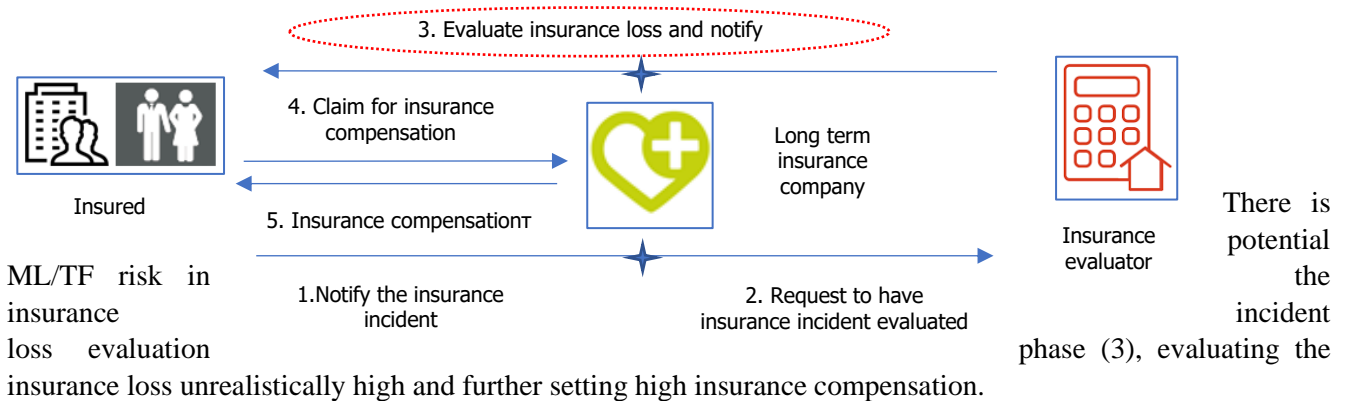 3. Evaluate insurance loss and notify
4. Claim for insurance
compensation
Long term
insurance
company
Insured
5. Insurance compensationт
Insurance
evaluator
1.Notify the insurance
incident
2. Request to have
insurance incident evaluated
There is
potential
ML/TF risk in the
insurance incident
loss evaluation phase (3), evaluating the
insurance loss unrealistically high and further setting high insurance compensation.